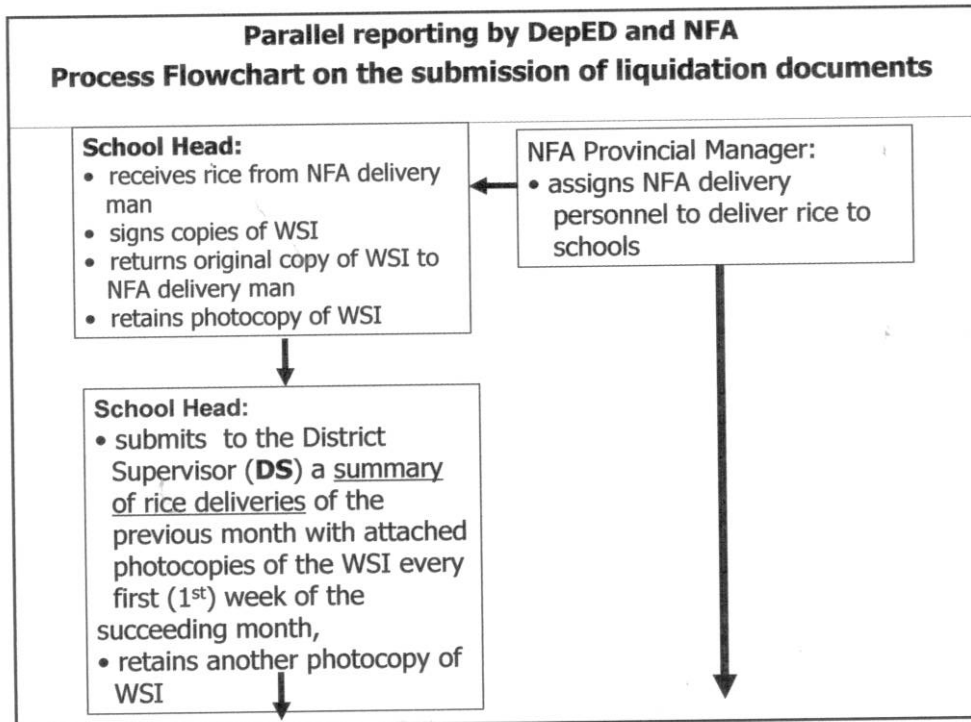 Parallel reporting by DepED and NFA
Process Flowchart on the submission of liquidation documents
School Head:
• receives rice from NFA delivery
man
• signs copies of WSI
• returns original copy of WSI to
NFA delivery man
• retains photocopy of WSI
NFA Provincial Manager:
• assigns NFA delivery
personnel to deliver rice to
schools
School Head:
• submits to the District
Supervisor (DS) a summary
of rice deliveries of the
previous month with attached
photocopies of the WSI every
first (1st) week of the
succeeding month,
• retains another photocopy of
WSI